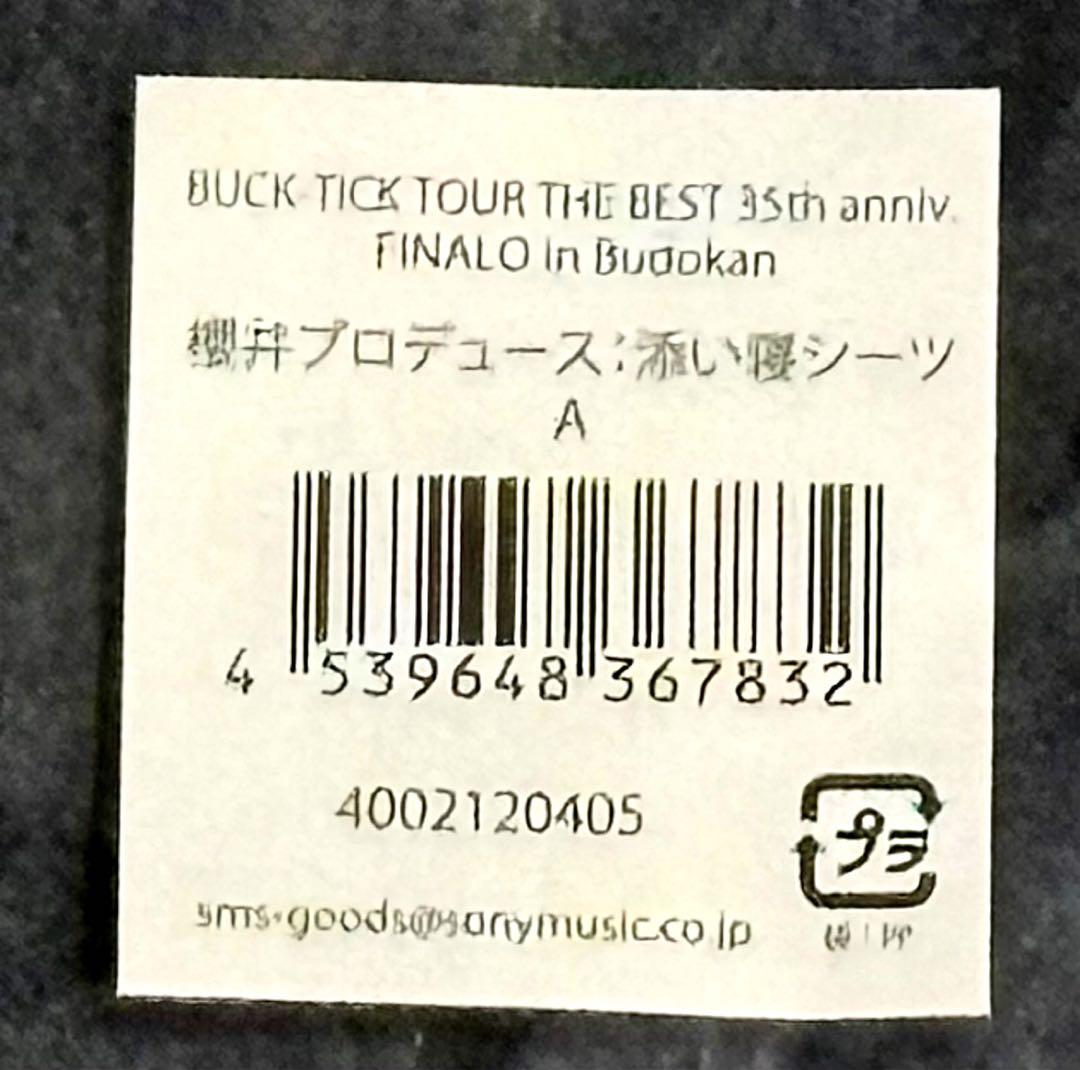 BUCK-TICK TOUR THE BEST 35th anniv.
FINALO in Budokan
櫻井プロデュース:添い寝シーツ
A
4 539648 367832
4002120405
sms-goods@sonymusic.co.jp
プラ